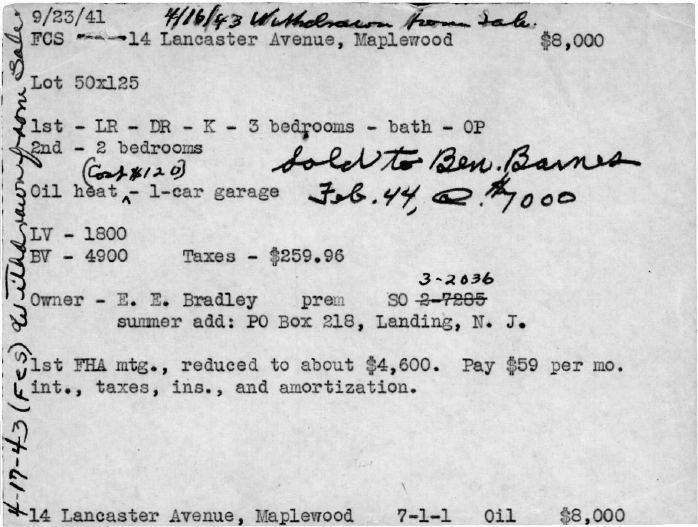 9/23/41 4/16/43 Withdrawn from Sale.
FCS ----14 Lancaster Avenue, Maplewood $8,000
Lot 50x125
1st - LR - DR - K - 3 bedrooms - bath - OP
2nd - 2 bedrooms
(Cost $120)
Sold to Ben. Barnes
Oil heat ^ - 1-car garage
Feb. 44, @ $7000
LV - 1800
BV - 4900 Taxes - $259.96
3-2036
Owner - E. E. Bradley prem SO 2-7285
summer add: PO Box 218, Landing, N. J.
1st FHA mtg., reduced to about $4,600. Pay $59 per mo.
int., taxes, ins., and amortization.
14 Lancaster Avenue, Maplewood 7-1-1 Oil $8,000
4-17-43 (FCS) Withdrawn from Sale.